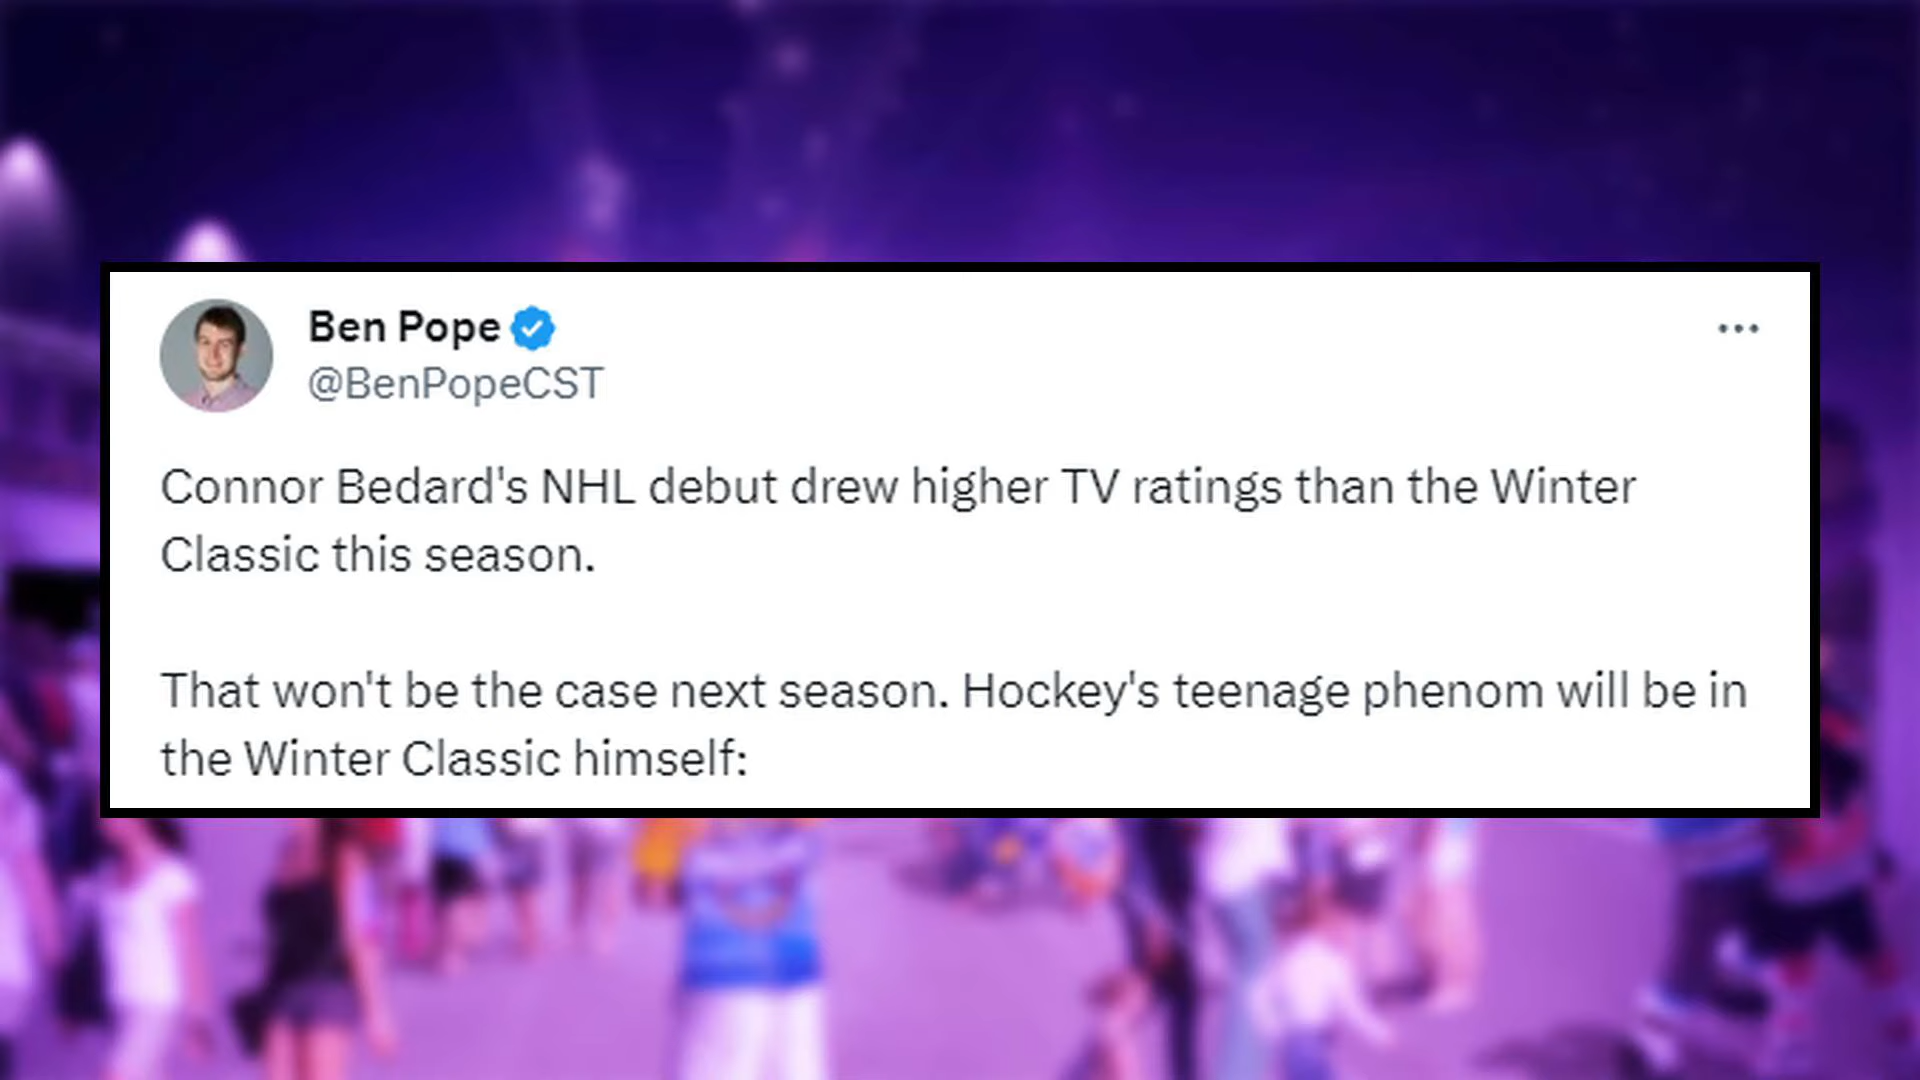 Ben Pope
@BenPopeCST
Connor Bedard's NHL debut drew higher TV ratings than the Winter
Classic this season.
That won't be the case next season. Hockey's teenage phenom will be in
the Winter Classic himself: